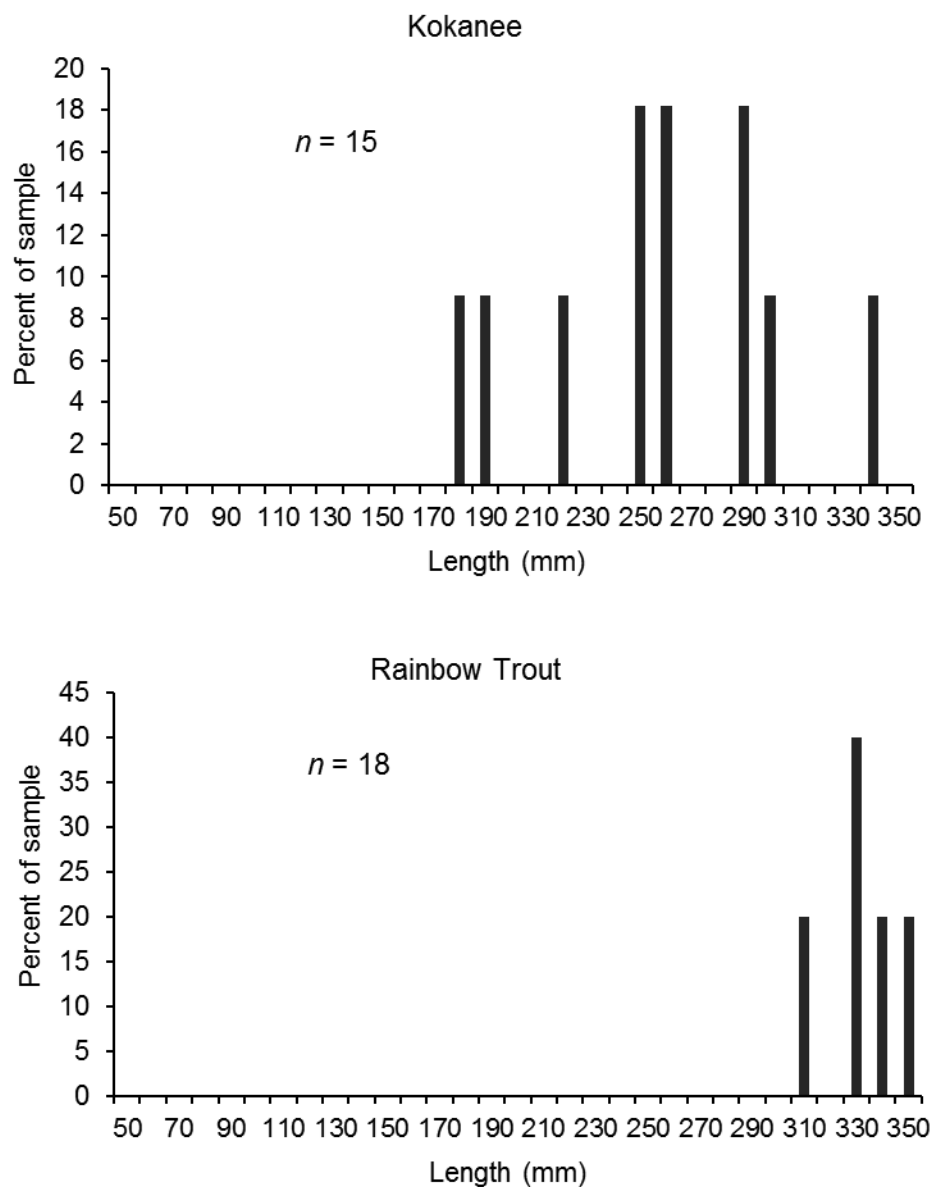 Kokanee
20
18
16
14
12
10
8
6
4
2
0
Percent of sample
n = 15
50 70 90 110 130 150 170 190 210 230 250 270 290 310 330 350
Length (mm)
Rainbow Trout
45
40
35
30
25
20
15
10
5
0
Percent of sample
n = 18
50 70 90 110 130 150 170 190 210 230 250 270 290 310 330 350
Length (mm)